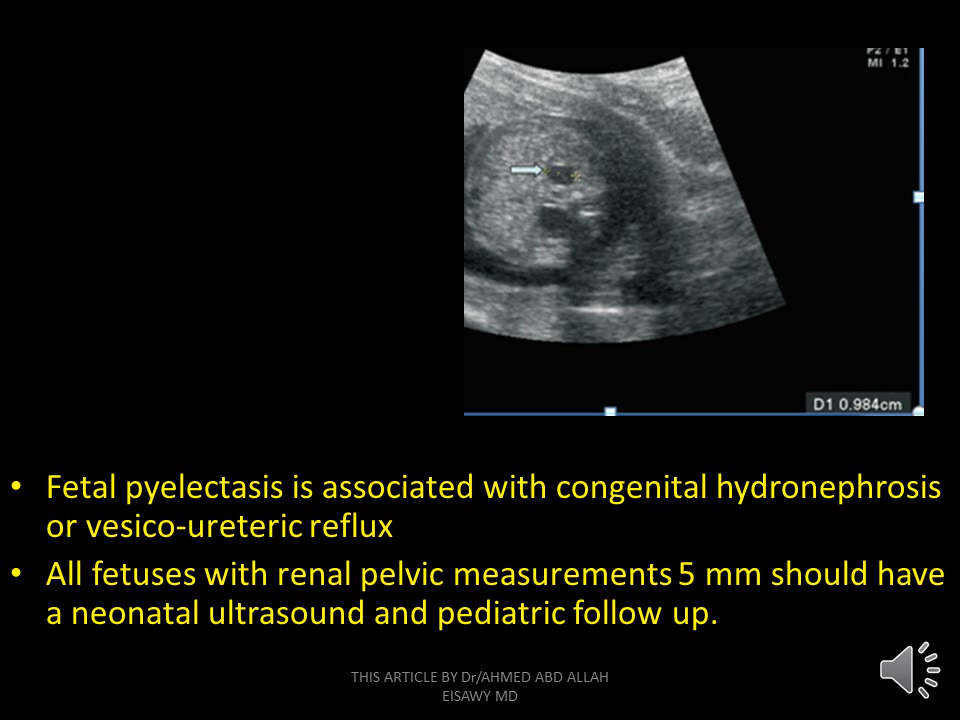 P2 / E1
MI 1.2
D1 0.984cm
• Fetal pyelectasis is associated with congenital hydronephrosis
or vesico-ureteric reflux
• All fetuses with renal pelvic measurements 5 mm should have
a neonatal ultrasound and pediatric follow up.
THIS ARTICLE BY Dr/AHMED ABD ALLAH
EISAWY MD